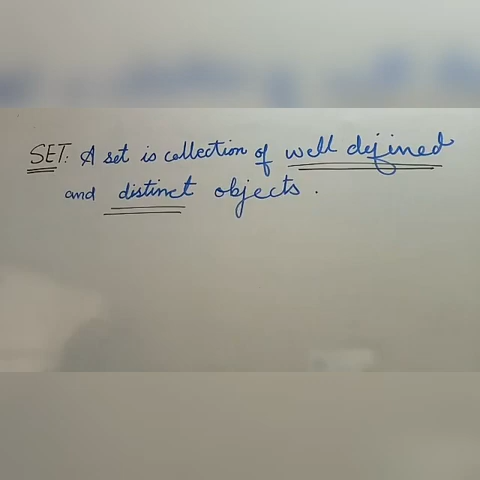 SET: A set is collection of well defined
and distinct objects.